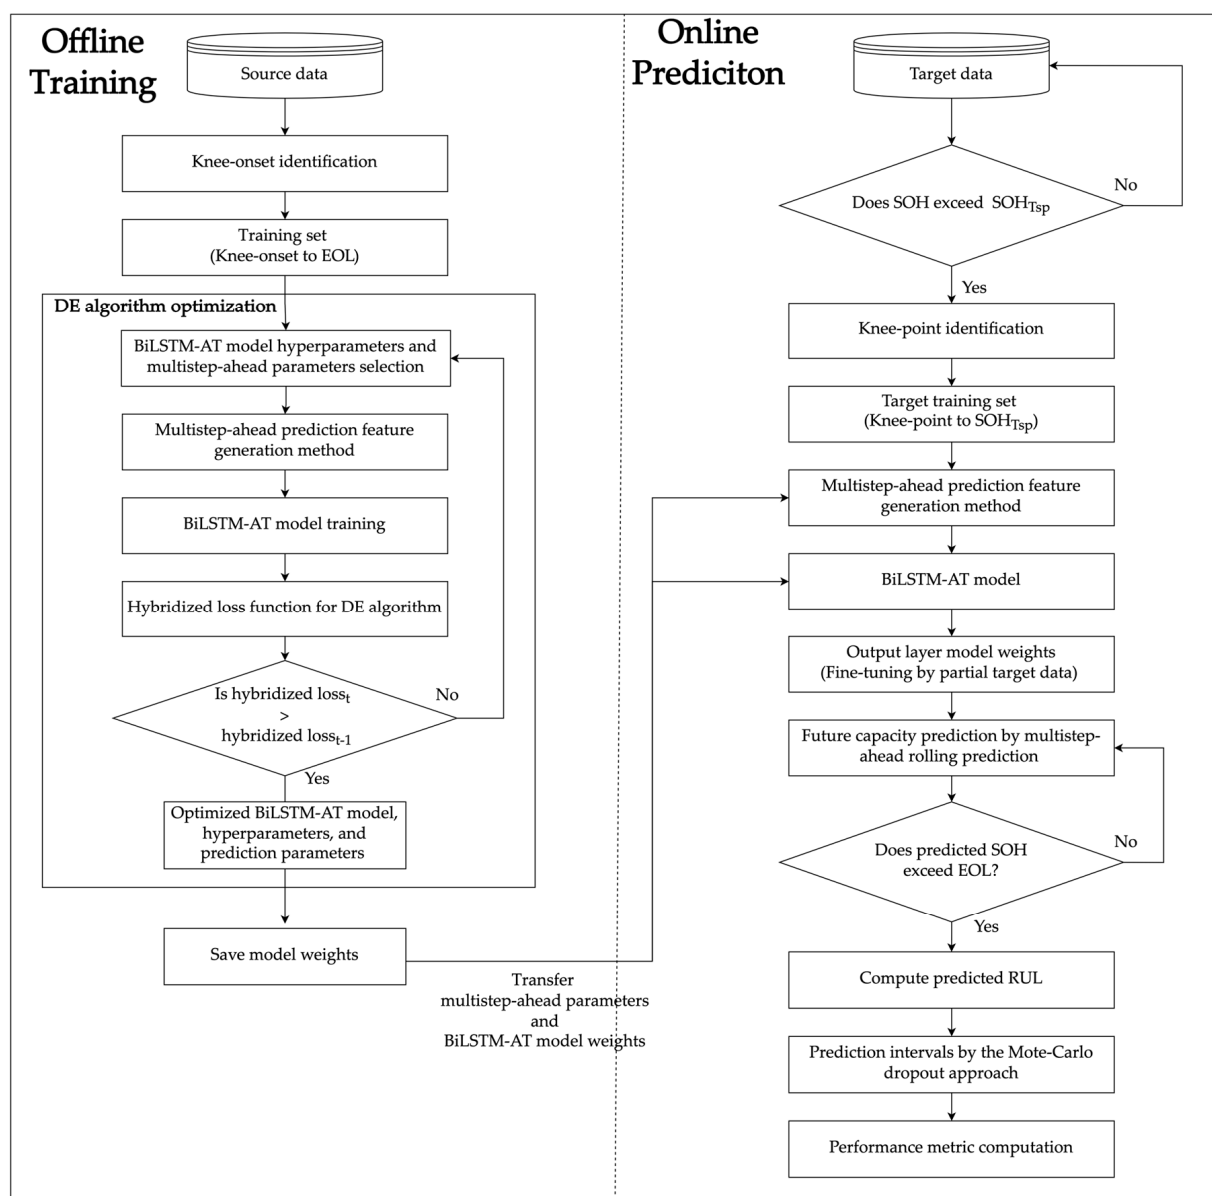 Offline
Training
Source data
Knee-onset identification
Training set
(Knee-onset to EOL)
DE algorithm optimization
BiLSTM-AT model hyperparameters and
multistep-ahead parameters selection
Multistep-ahead prediction feature
generation method
BiLSTM-AT model training
Hybridized loss function for DE algorithm
Is hybridized loss_t
>
hybridized loss_t-1
No
Yes
Optimized BiLSTM-AT model,
hyperparameters, and
prediction parameters
Save model weights
Transfer
multistep-ahead parameters
and
BiLSTM-AT model weights
Online
Prediciton
Target data
Does SOH exceed SOH_Tsp
No
Yes
Knee-point identification
Target training set
(Knee-point to SOH_Tsp)
Multistep-ahead prediction feature
generation method
BiLSTM-AT model
Output layer model weights
(Fine-tuning by partial target data)
Future capacity prediction by multistep-
ahead rolling prediction
Does predicted SOH
exceed EOL?
No
Yes
Compute predicted RUL
Prediction intervals by the Mote-Carlo
dropout approach
Performance metric computation